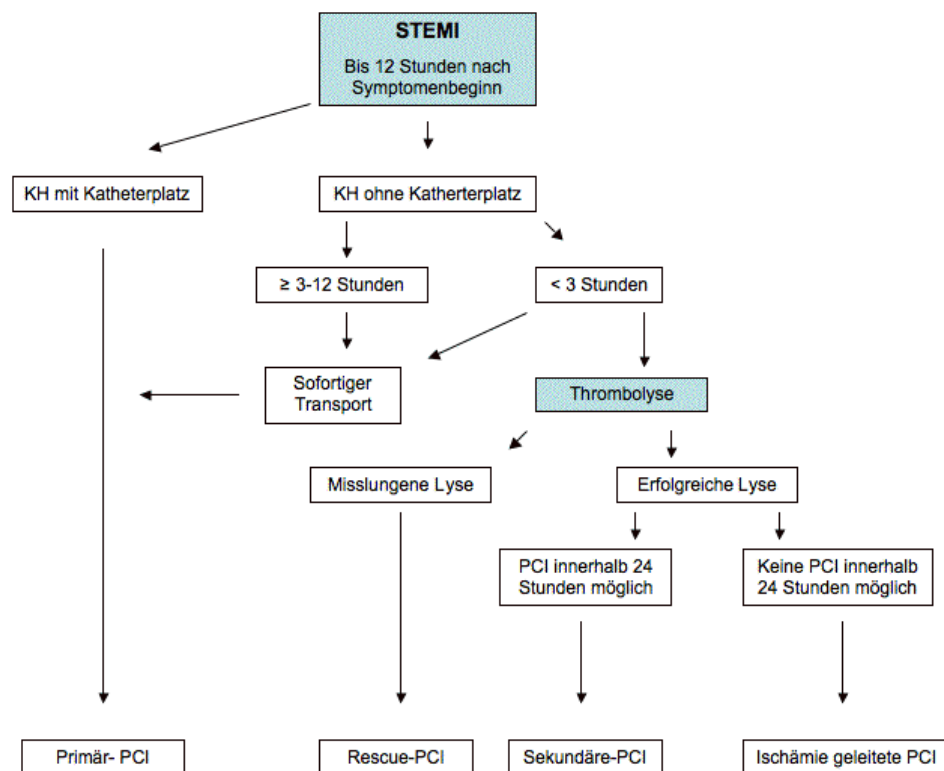 STEMI
Bis 12 Stunden nach
Symptomenbeginn
KH mit Katheterplatz
KH ohne Katherterplatz
≥ 3-12 Stunden
< 3 Stunden
Sofortiger
Transport
Thrombolyse
Misslungene Lyse
Erfolgreiche Lyse
PCI innerhalb 24
Stunden möglich
Keine PCI innerhalb
24 Stunden möglich
Primär- PCI
Rescue-PCI
Sekundäre-PCI
Ischämie geleitete PCI